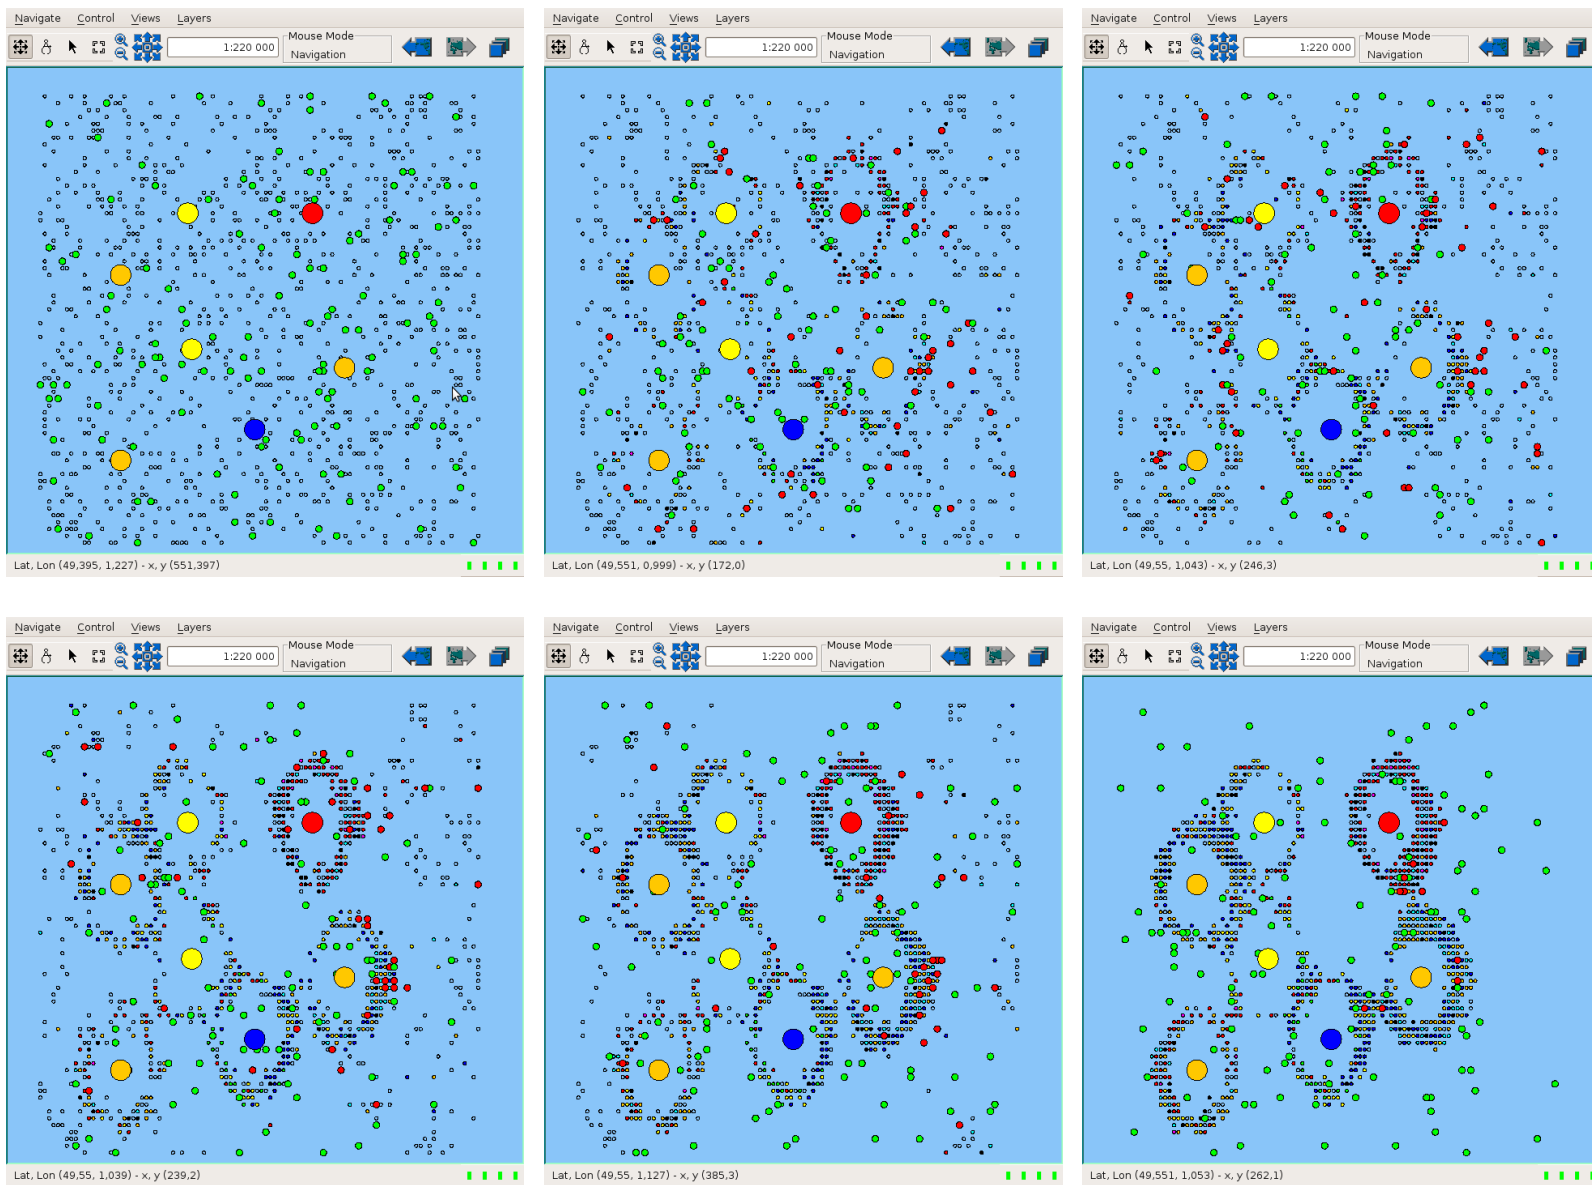 Navigate Control Views Layers
1:220 000
Mouse Mode
Navigation
Lat, Lon (49,395, 1,227) - x, y (551,397)
Navigate Control Views Layers
1:220 000
Mouse Mode
Navigation
Lat, Lon (49,551, 0,999) - x, y (172,0)
Navigate Control Views Layers
1:220 000
Mouse Mode
Navigation
Lat, Lon (49,55, 1,043) - x, y (246,3)
Navigate Control Views Layers
1:220 000
Mouse Mode
Navigation
Lat, Lon (49,55, 1,039) - x, y (239,2)
Navigate Control Views Layers
1:220 000
Mouse Mode
Navigation
Lat, Lon (49,55, 1,127) - x, y (385,3)
Navigate Control Views Layers
1:220 000
Mouse Mode
Navigation
Lat, Lon (49,551, 1,053) - x, y (262,1)